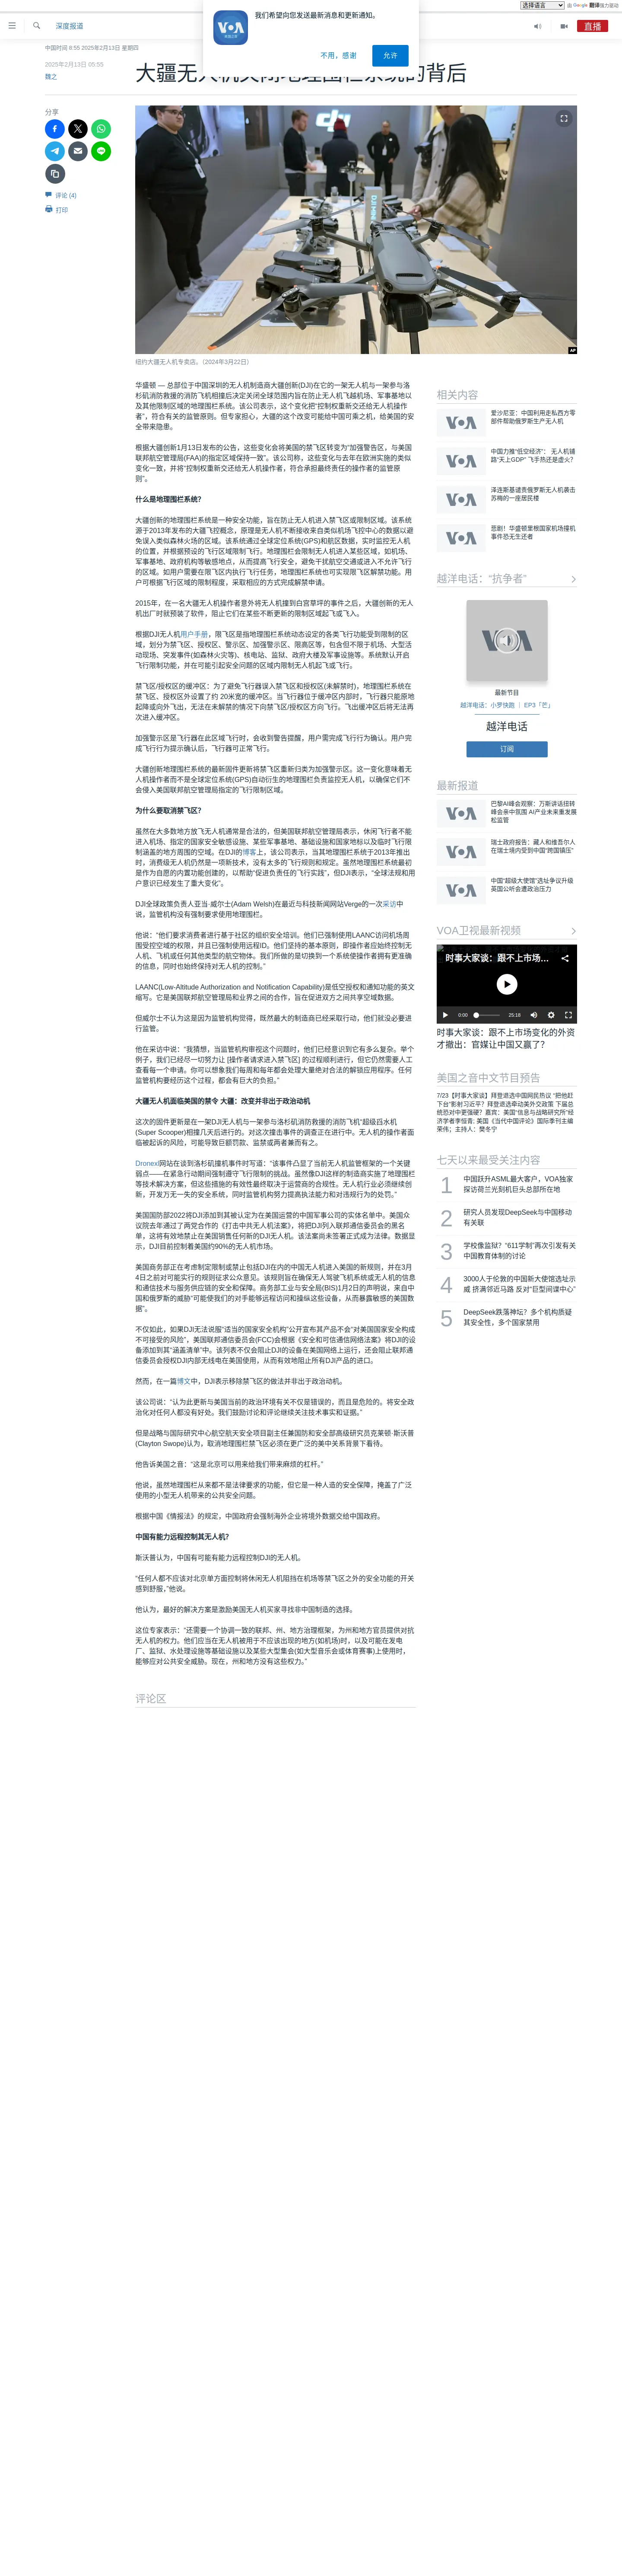 选择语言
由 Google 翻译强力驱动
我们希望向您发送最新消息和更新通知。
不用，感谢
允许
VOA
深度报道
直播
中国时间 8:55 2025年2月13日 星期四
2025年2月13日 05:55
魏之
大疆无人机关闭地理围栏系统的背后
分享
评论 (4)
打印
AP
纽约大疆无人机专卖店。（2024年3月22日）
华盛顿 — 总部位于中国深圳的无人机制造商大疆创新(DJI)在它的一架无人机与一架参与洛
杉矶消防救援的消防飞机相撞后决定关闭全球范围内旨在防止无人机飞越机场、军事基地以
及其他限制区域的地理围栏系统。该公司表示，这个变化把“控制权重新交还给无人机操作
者”，符合有关的监管原则。但专家担心，大疆的这个改变可能给中国可乘之机，给美国的安
全带来隐患。
根据大疆创新1月13日发布的公告，这些变化会将美国的禁飞区转变为“加强警告区，与美国
联邦航空管理局(FAA)的指定区域保持一致”。该公司称，这些变化与去年在欧洲实施的类似
变化一致，并将“控制权重新交还给无人机操作者，符合承担最终责任的操作者的监管原
则”。
什么是地理围栏系统？
大疆创新的地理围栏系统是一种安全功能，旨在防止无人机进入禁飞区或限制区域。该系统
源于2013年发布的大疆飞行禁飞概念，原理是无人机不断接收来自类似机场飞控中心的数据以避
免误入类似森林火场的区域。该系统通过全球定位系统(GPS)和航区数据，实时监控无人机
的位置，并根据预设的飞行区域限制飞行。地理围栏会限制无人机进入某些区域，如机场、
军事基地、政府机构等敏感地点，从而提高飞行安全，避免干扰航空交通或进入不允许飞行
的区域。如用户需要在限飞区内执行飞行任务，地理围栏系统也可实现限飞区解禁功能。用
户可根据飞行区域的限制程度，采取相应的方式完成解禁申请。
2015年，在一名大疆无人机操作者意外将无人机撞到白宫草坪的事件之后，大疆创新的无人
机出厂时就预装了软件，阻止它们在某些不断更新的限制区域起飞或飞入。
根据DJI无人机用户手册，限飞区是指地理围栏系统动态设定的各类飞行功能受到限制的区
域，划分为禁飞区、授权区、警示区、加强警示区、限高区等，包含但不限于机场、大型活
动现场、突发事件(如森林火灾等)、核电站、监狱、政府大楼及军事设施等。系统默认开启
飞行限制功能，并在可能引起安全问题的区域内限制无人机起飞或飞行。
禁飞区/授权区的缓冲区：为了避免飞行器误入禁飞区和授权区(未解禁时)，地理围栏系统在
禁飞区、授权区外设置了约 20米宽的缓冲区。当飞行器位于缓冲区内部时，飞行器只能原地
起降或向外飞出，无法在未解禁的情况下向禁飞区/授权区方向飞行。飞出缓冲区后将无法再
次进入缓冲区。
加强警示区是飞行器在此区域飞行时，会收到警告提醒，用户需完成飞行行为确认。用户完
成飞行行为提示确认后，飞行器可正常飞行。
大疆创新地理围栏系统的最新固件更新将禁飞区重新归类为加强警示区。这一变化意味着无
人机操作者而不是全球定位系统(GPS)自动衍生的地理围栏负责监控无人机，以确保它们不
会侵入美国联邦航空管理局指定的飞行限制区域。
为什么要取消禁飞区？
虽然在大多数地方放飞无人机通常是合法的，但美国联邦航空管理局表示，休闲飞行者不能
进入机场、指定的国家安全敏感设施、某些军事基地、基础设施和国家地标以及临时飞行限
制涵盖的地方周围的空域。在DJI的博客上，该公司表示，当其地理围栏系统于2013年推出
时，消费级无人机仍然是一项新技术，没有太多的飞行规则和规定。虽然地理围栏系统最初
是作为自愿的内置功能创建的，以帮助“促进负责任的飞行实践”，但DJI表示，“全球法规和用
户意识已经发生了重大变化”。
DJI全球政策负责人亚当·威尔士(Adam Welsh)在最近与科技新闻网站Verge的一次采访中
说，监管机构没有强制要求使用地理围栏。
他说：“他们要求消费者进行基于社区的组织安全培训。他们已强制使用LAANC访问机场周
围受控空域的权限，并且已强制使用远程ID。他们坚持的基本原则，即操作者应始终控制无
人机、飞机或任何其他类型的航空物体。我们所做的是切换到一个系统使操作者拥有更准确
的信息，同时也始终保持对无人机的控制。”
LAANC(Low-Altitude Authorization and Notification Capability)是低空授权和通知功能的英文
缩写。它是美国联邦航空管理局和业界之间的合作，旨在促进双方之间共享空域数据。
但威尔士不认为这是因为监管机构觉得，既然最大的制造商已经采取行动，他们就没必要进
行监管。
他在采访中说：“我猜想，当监管机构审视这个问题时，他们已经意识到它有多么复杂。举个
例子，我们已经尽一切努力让 [操作者请求进入禁飞区] 的过程顺利进行，但它仍然需要人工
查看每一个申请。你可以想象我们每周和每年都会处理大量绝对合法的解锁应用程序。任何
监管机构要经历这个过程，都会有巨大的负担。”
大疆无人机面临美国的禁令 大疆：改变并非出于政治动机
这次的固件更新是在一架DJI无人机与一架参与洛杉矶消防救援的消防飞机“超级舀水机
(Super Scooper)相撞几天后进行的。对这次撞击事件的调查正在进行中。无人机的操作者面
临被起诉的风险，可能导致巨额罚款、监禁或两者兼而有之。
DroneXl网站在谈到洛杉矶撞机事件时写道：“该事件凸显了当前无人机监管框架的一个关键
弱点——在紧急行动期间强制遵守飞行限制的挑战。虽然像DJI这样的制造商实施了地理围栏
等技术解决方案，但这些措施的有效性最终取决于运营商的合规性。无人机行业必须继续创
新，开发万无一失的安全系统，同时监管机构努力提高执法能力和对违规行为的处罚。”
美国国防部2022将DJI添加到其被认定为在美国运营的中国军事公司的实体名单中。美国众
议院去年通过了两党合作的《打击中共无人机法案》，将把DJI列入联邦通信委员会的黑名
单，这将有效地禁止在美国销售任何新的DJI无人机。该法案尚未签署正式成为法律。数据显
示，DJI目前控制着美国约90%的无人机市场。
美国商务部正在考虑制定限制或禁止包括DJI在内的中国无人机进入美国的新规则，并在3月
4日之前对可能实行的规则征求公众意见。该规则旨在确保无人驾驶飞机系统或无人机的信息
和通信技术与服务供应链的安全和保障。商务部工业与安全局(BIS)1月2日的声明说，来自中
国和俄罗斯的威胁“可能使我们的对手能够远程访问和操纵这些设备，从而暴露敏感的美国数
据”。
不仅如此，如果DJI无法说服“适当的国家安全机构”公开宣布其产品不会“对美国国家安全构成
不可接受的风险”，美国联邦通信委员会(FCC)会根据《安全和可信通信网络法案》将DJI的设
备添加到其“涵盖清单”中。该列表不仅会阻止DJI的设备在美国网络上运行，还会阻止联邦通
信委员会授权DJI内部无线电在美国使用，从而有效地阻止所有DJI产品的进口。
然而，在一篇博文中，DJI表示移除禁飞区的做法并非出于政治动机。
该公司说：“认为此更新与美国当前的政治环境有关不仅是错误的，而且是危险的。将安全政
治化对任何人都没有好处。我们鼓励讨论和评论继续关注技术事实和证据。”
但是战略与国际研究中心航空航天安全项目副主任兼国防和安全部高级研究员克莱顿·斯沃普
(Clayton Swope)认为，取消地理围栏禁飞区必须在更广泛的美中关系背景下看待。
他告诉美国之音：“这是北京可以用来给我们带来麻烦的杠杆。”
他说，虽然地理围栏从来都不是法律要求的功能，但它是一种人造的安全保障，掩盖了广泛
使用的小型无人机带来的公共安全问题。
根据中国《情报法》的规定，中国政府会强制海外企业将境外数据交给中国政府。
中国有能力远程控制其无人机？
斯沃普认为，中国有可能有能力远程控制DJI的无人机。
“任何人都不应该对北京单方面控制将休闲无人机阻挡在机场等禁飞区之外的安全功能的开关
感到舒服，”他说。
他认为，最好的解决方案是激励美国无人机买家寻找非中国制造的选择。
这位专家表示：“还需要一个协调一致的联邦、州、地方治理框架，为州和地方官员提供对抗
无人机的权力。他们应当在无人机被用于不应该出现的地方(如机场)时，以及可能在发电
厂、监狱、水处理设施等基础设施以及某些大型集会(如大型音乐会或体育赛事)上使用时，
能够应对公共安全威胁。现在，州和地方没有这些权力。”
评论区
相关内容
爱沙尼亚：中国利用走私西方零
部件帮助俄罗斯生产无人机
中国力推“低空经济”： 无人机铺
路“天上GDP” 飞手热还是虚火？
泽连斯基谴责俄罗斯无人机袭击
苏梅的一座居民楼
悲剧！华盛顿里根国家机场撞机
事件恐无生还者
越洋电话：“抗争者”
最新节目
越洋电话：小罗快跑 ｜ EP3「芒」
越洋电话
订阅
最新报道
巴黎AI峰会观察：万斯讲话扭转
峰会亲中氛围 AI产业未来重发展
松监管
瑞士政府报告：藏人和维吾尔人
在瑞士境内受到中国“跨国镇压”
中国“超级大使馆”选址争议升级
英国公听会遭政治压力
VOA卫视最新视频
时事大家谈：跟不上市场...
0:00
25:18
时事大家谈：跟不上市场变化的外资
才撤出：官媒让中国又赢了？
美国之音中文节目预告
7/23【时事大家谈】拜登退选中国网民热议 “把他赶
下台”影射习近平？拜登退选牵动美外交政策 下届总
统恐对中更强硬？嘉宾：美国“信息与战略研究所”经
济学者李恒青; 美国《当代中国评论》国际季刊主编
荣伟；主持人：樊冬宁
七天以来最受关注内容
1
中国跃升ASML最大客户，VOA独家
探访荷兰光刻机巨头总部所在地
2
研究人员发现DeepSeek与中国移动
有关联
3
学校像监狱？“611学制”再次引发有关
中国教育体制的讨论
4
3000人于伦敦的中国新大使馆选址示
威 挤满邻近马路 反对“巨型间谍中心”
5
DeepSeek跌落神坛？多个机构质疑
其安全性，多个国家禁用